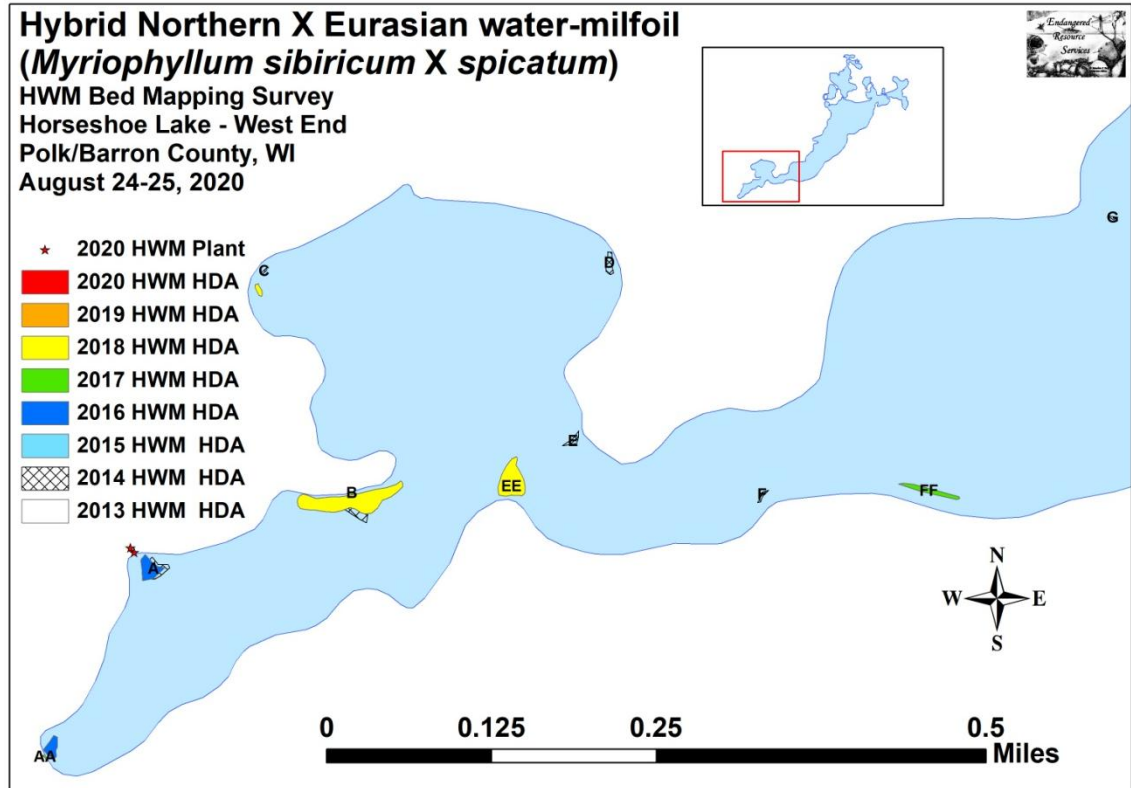 Hybrid Northern X Eurasian water-milfoil
(Myriophyllum sibiricum X spicatum)
HWM Bed Mapping Survey
Horseshoe Lake - West End
Polk/Barron County, WI
August 24-25, 2020
Endangered
Resource
Services
2020 HWM Plant
2020 HWM HDA
2019 HWM HDA
2018 HWM HDA
2017 HWM HDA
2016 HWM HDA
2015 HWM HDA
2014 HWM HDA
2013 HWM HDA
G
C
D
E
B
EE
F
FF
A
AA
N
W E
S
0 0.125 0.25 0.5
Miles